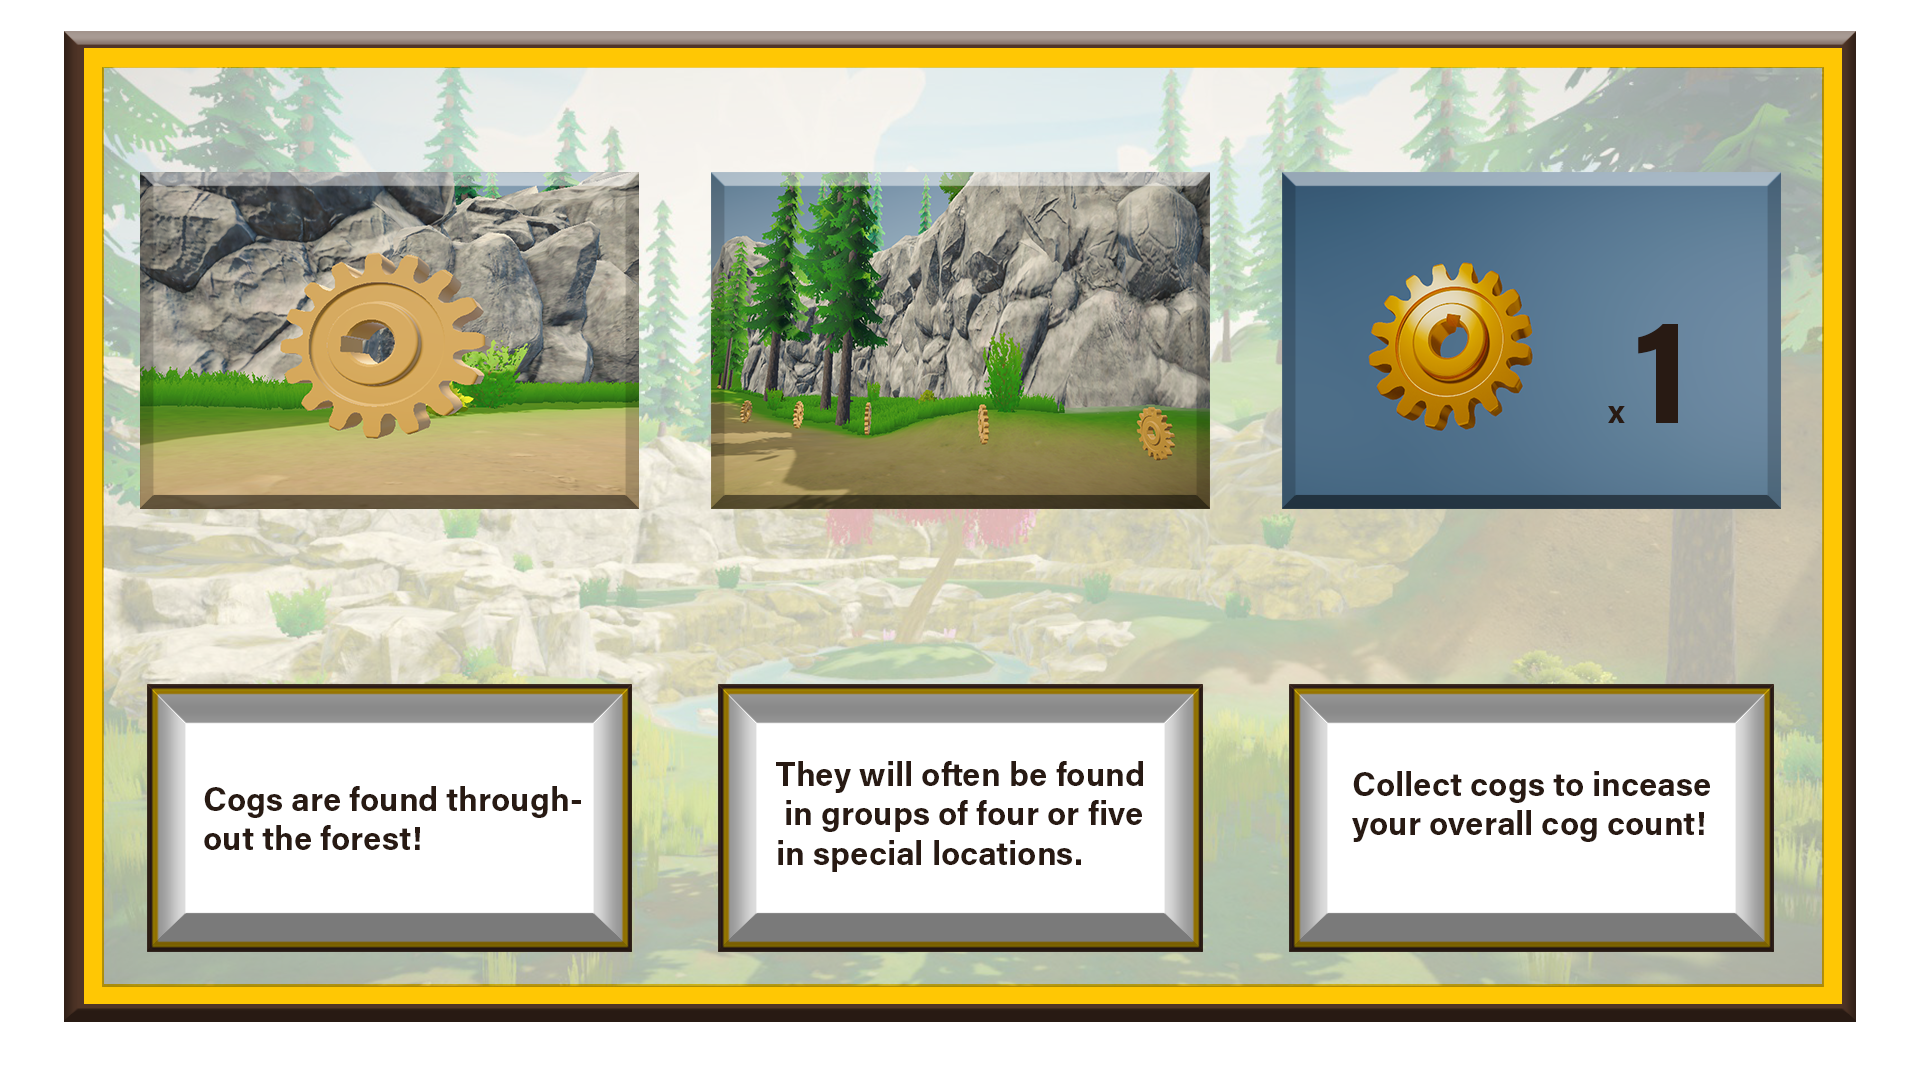 x 1
Cogs are found through-
out the forest!
They will often be found
in groups of four or five
in special locations.
Collect cogs to incease
your overall cog count!